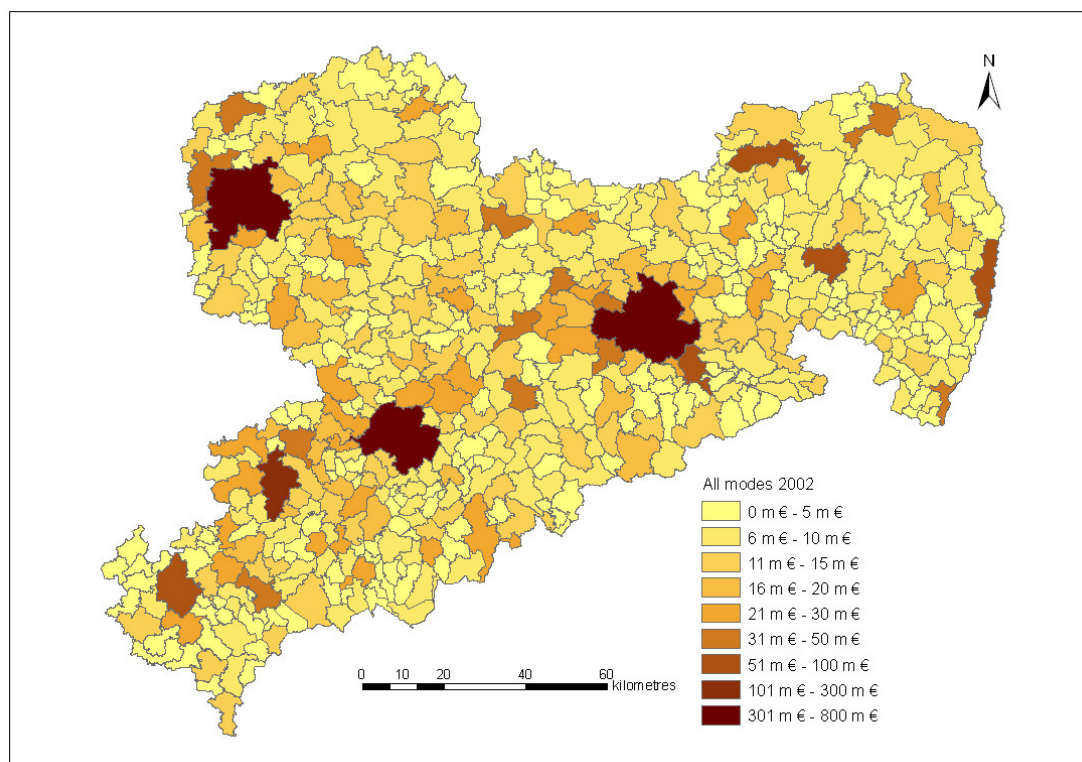 N
All modes 2002
0 m € - 5 m €
6 m € - 10 m €
11 m € - 15 m €
16 m € - 20 m €
21 m € - 30 m €
31 m € - 50 m €
51 m € - 100 m €
101 m € - 300 m €
301 m € - 800 m €
0 10 20 40 60
kilometres